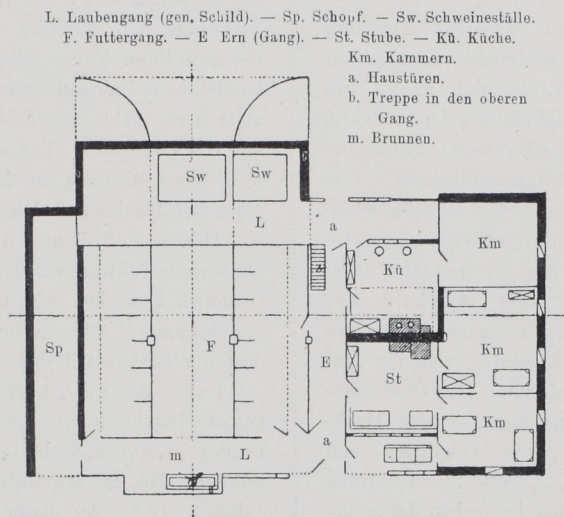 L. Laubengang (gen. Schild). — Sp. Schopf. — Sw. Schweineställe.
F. Futtergang. — E Ern (Gang). — St. Stube. — Kü. Küche.
Km. Kammern.
a. Haustüren.
b. Treppe in den oberen
Gang.
m. Brunnen.
Sw
Sw
L
a
Km
Kü
b
Sp
F
E
Km
St
Km
m
L
a